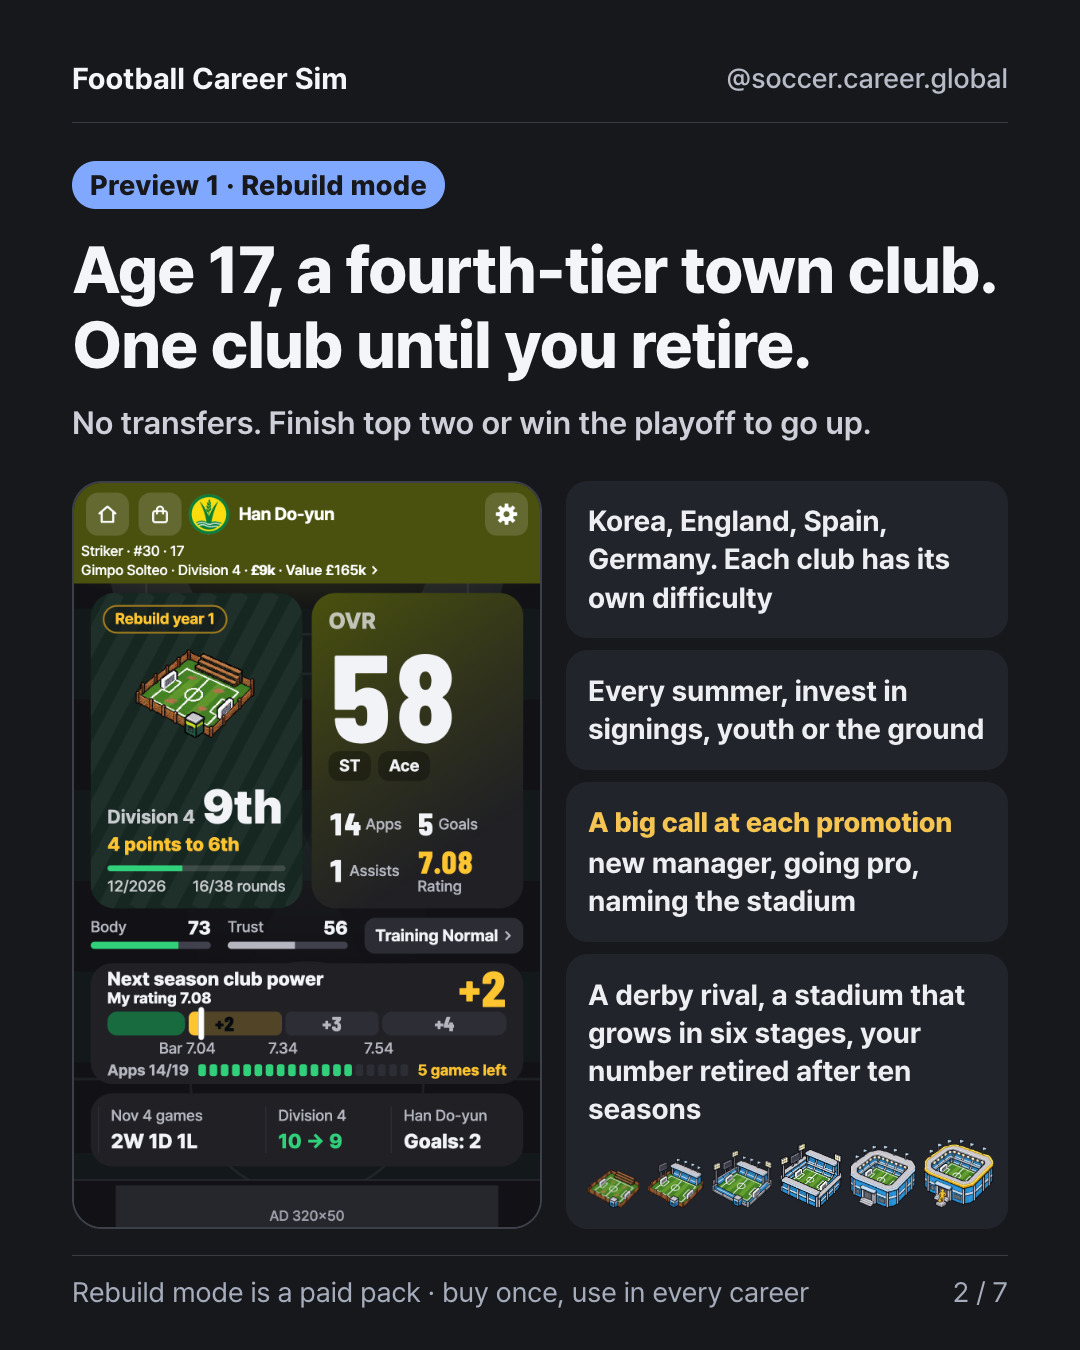 Football Career Sim
@soccer.career.global
Preview 1 · Rebuild mode
Age 17, a fourth-tier town club.
One club until you retire.
No transfers. Finish top two or win the playoff to go up.
Han Do-yun
Striker · #30 · 17
Gimpo Solteo · Division 4 · £9k · Value £165k >
Rebuild year 1
Division 4 9th
4 points to 6th
12/2026 16/38 rounds
OVR
58
ST Ace
14 Apps 5 Goals
1 Assists 7.08
Rating
Body 73 Trust 56
Training Normal >
Next season club power
My rating 7.08
+2
+2 +3 +4
Bar 7.04 7.34 7.54
Apps 14/19 5 games left
Nov 4 games Division 4 Han Do-yun
2W 1D 1L 10 → 9 Goals: 2
AD 320×50
Korea, England, Spain,
Germany. Each club has its
own difficulty
Every summer, invest in
signings, youth or the ground
A big call at each promotion
new manager, going pro,
naming the stadium
A derby rival, a stadium that
grows in six stages, your
number retired after ten
seasons
Rebuild mode is a paid pack · buy once, use in every career
2 / 7